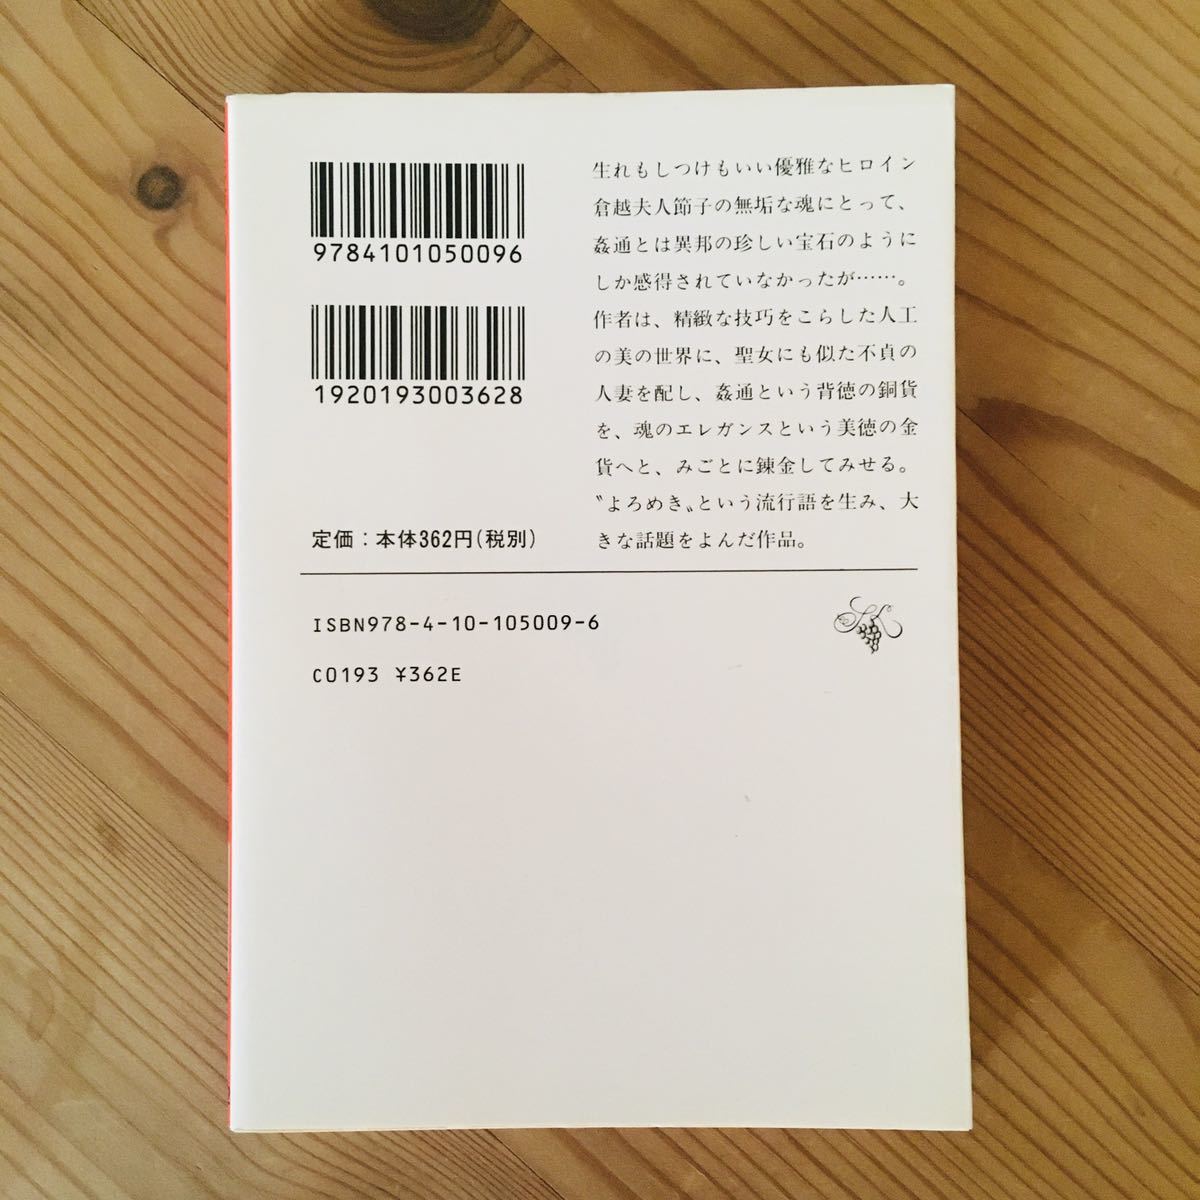 9784101050096
1920193003628
定価：本体362円（税別）
生れもしつけもいい優雅なヒロイン
倉越夫人節子の無垢な魂にとって、
姦通とは異邦の珍しい宝石のように
しか感得されていなかったが……。
作者は、精緻な技巧をこらした人工
の美の世界に、聖女にも似た不貞の
人妻を配し、姦通という背徳の銅貨
を、魂のエレガンスという美徳の金
貨へと、みごとに錬金してみせる。
〝よろめき〟という流行語を生み、大
きな話題をよんだ作品。
ISBN978-4-10-105009-6
C0193 ¥362E